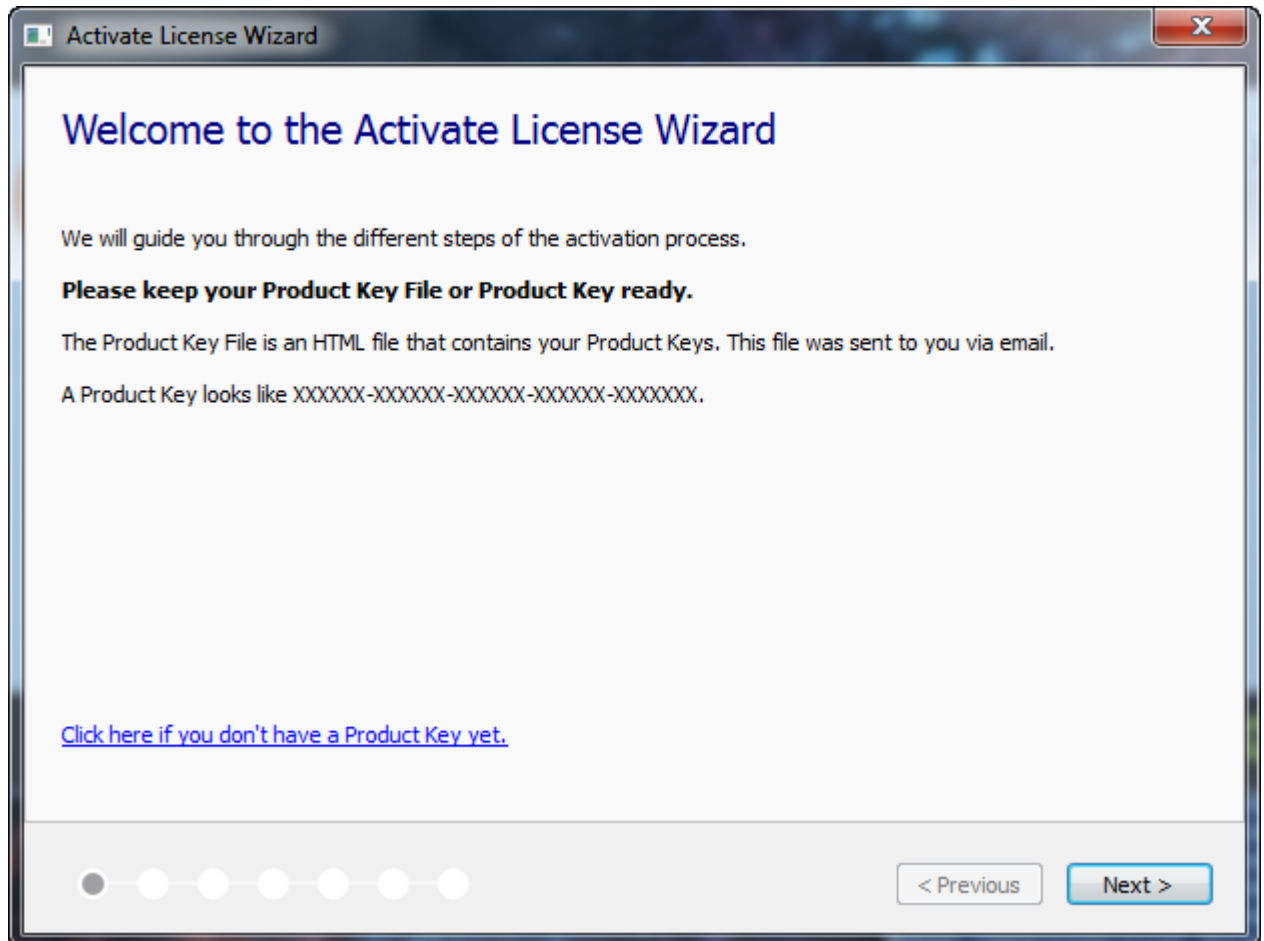 Activate License Wizard
Welcome to the Activate License Wizard
We will guide you through the different steps of the activation process.
Please keep your Product Key File or Product Key ready.
The Product Key File is an HTML file that contains your Product Keys. This file was sent to you via email.
A Product Key looks like XXXXXX-XXXXXX-XXXXXX-XXXXXX-XXXXXXX.
Click here if you don't have a Product Key yet.
< Previous
Next >